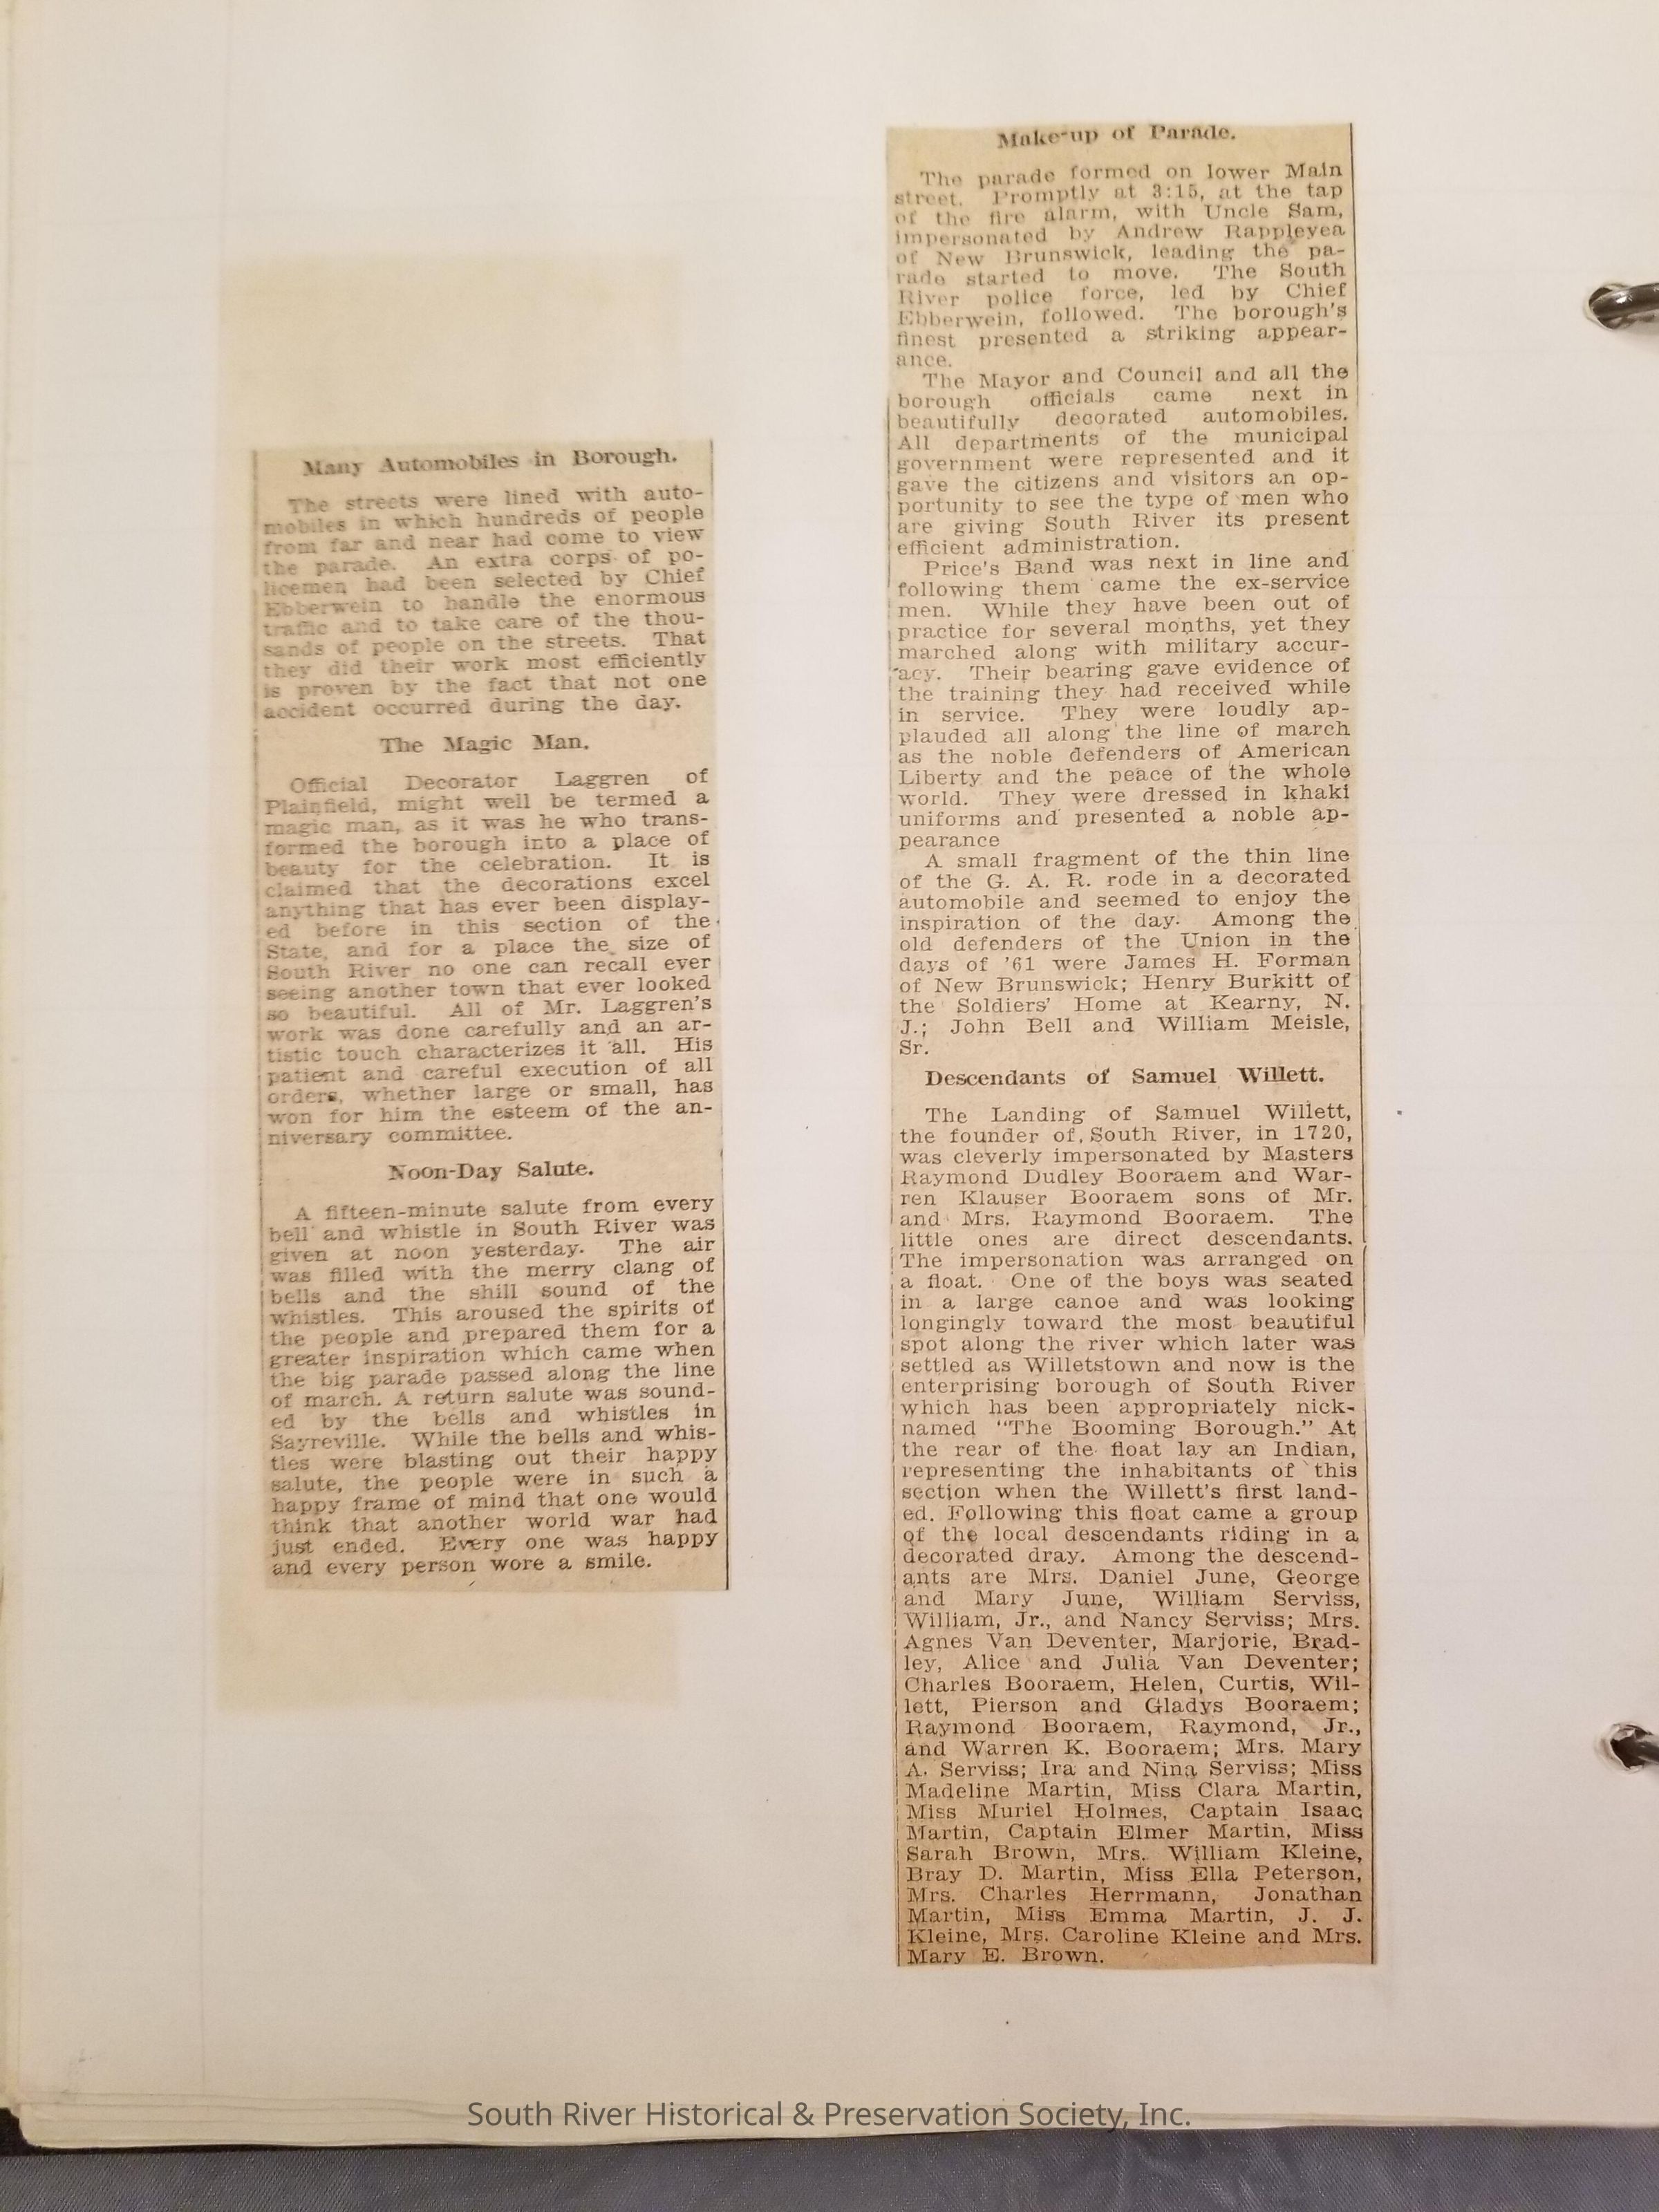 Many Automobiles in Borough.
The streets were lined with auto-
mobiles in which hundreds of people
from far and near had come to view
the parade. An extra corps of po-
licemen had been selected by Chief
Ebberwein to handle the enormous
traffic and to take care of the thou-
sands of people on the streets. That
they did their work most efficiently
is proven by the fact that not one
accident occurred during the day.
The Magic Man.
Official Decorator Laggren of
Plainfield, might well be termed a
magic man, as it was he who trans-
formed the borough into a place of
beauty for the celebration. It is
claimed that the decorations excel
anything that has ever been display-
ed before in this section of the
State, and for a place the size of
South River no one can recall ever
seeing another town that ever looked
so beautiful. All of Mr. Laggren's
work was done carefully and an ar-
tistic touch characterizes it all. His
patient and careful execution of all
orders, whether large or small, has
won for him the esteem of the an-
niversary committee.
Noon-Day Salute.
A fifteen-minute salute from every
bell and whistle in South River was
given at noon yesterday. The air
was filled with the merry clang of
bells and the shill sound of the
whistles. This aroused the spirits of
the people and prepared them for a
greater inspiration which came when
the big parade passed along the line
of march. A return salute was sound-
ed by the bells and whistles in
Sayreville. While the bells and whis-
tles were blasting out their happy
salute, the people were in such a
happy frame of mind that one would
think that another world war had
just ended. Every one was happy
and every person wore a smile.
Make-up of Parade.
The parade formed on lower Main
street. Promptly at 3:15, at the tap
of the fire alarm, with Uncle Sam,
impersonated by Andrew Rappleyea
of New Brunswick, leading the pa-
rade started to move. The South
River police force, led by Chief
Ebberwein, followed. The borough's
finest presented a striking appear-
ance.
The Mayor and Council and all the
borough officials came next in
beautifully decorated automobiles.
All departments of the municipal
government were represented and it
gave the citizens and visitors an op-
portunity to see the type of men who
are giving South River its present
efficient administration.
Price's Band was next in line and
following them came the ex-service
men. While they have been out of
practice for several months, yet they
marched along with military accur-
acy. Their bearing gave evidence of
the training they had received while
in service. They were loudly ap-
plauded all along the line of march
as the noble defenders of American
Liberty and the peace of the whole
world. They were dressed in khaki
uniforms and presented a noble ap-
pearance
A small fragment of the thin line
of the G. A. R. rode in a decorated
automobile and seemed to enjoy the
inspiration of the day. Among the
old defenders of the Union in the
days of '61 were James H. Forman
of New Brunswick; Henry Burkitt of
the Soldiers' Home at Kearny, N.
J.; John Bell and William Meisle,
Sr.
Descendants of Samuel Willett.
The Landing of Samuel Willett,
the founder of South River, in 1720,
was cleverly impersonated by Masters
Raymond Dudley Booraem and War-
ren Klauser Booraem sons of Mr.
and Mrs. Raymond Booraem. The
little ones are direct descendants.
The impersonation was arranged on
a float. One of the boys was seated
in a large canoe and was looking
longingly toward the most beautiful
spot along the river which later was
settled as Willetstown and now is the
enterprising borough of South River
which has been appropriately nick-
named "The Booming Borough." At
the rear of the float lay an Indian,
representing the inhabitants of this
section when the Willett's first land-
ed. Following this float came a group
of the local descendants riding in a
decorated dray. Among the descend-
ants are Mrs. Daniel June, George
and Mary June, William Serviss,
William, Jr., and Nancy Serviss; Mrs.
Agnes Van Deventer, Marjorie, Brad-
ley, Alice and Julia Van Deventer;
Charles Booraem, Helen, Curtis, Wil-
lett, Pierson and Gladys Booraem;
Raymond Booraem, Raymond, Jr.,
and Warren K. Booraem; Mrs. Mary
A. Serviss; Ira and Nina Serviss; Miss
Madeline Martin, Miss Clara Martin,
Miss Muriel Holmes, Captain Isaac
Martin, Captain Elmer Martin, Miss
Sarah Brown, Mrs. William Kleine,
Bray D. Martin, Miss Ella Peterson,
Mrs. Charles Herrmann, Jonathan
Martin, Miss Emma Martin, J. J.
Kleine, Mrs. Caroline Kleine and Mrs.
Mary E. Brown.
South River Historical & Preservation Society, Inc.